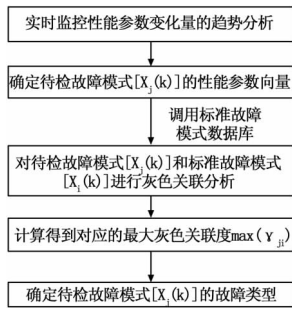 实时监控性能参数变化量的趋势分析
确定待检故障模式[Xj(k)]的性能参数向量
调用标准故障
模式数据库
对待检故障模式[Xj(k)]和标准故障模式
[Xi(k)]进行灰色关联分析
计算得到对应的最大灰色关联度max(γji)
确定待检故障模式[Xj(k)]的故障类型